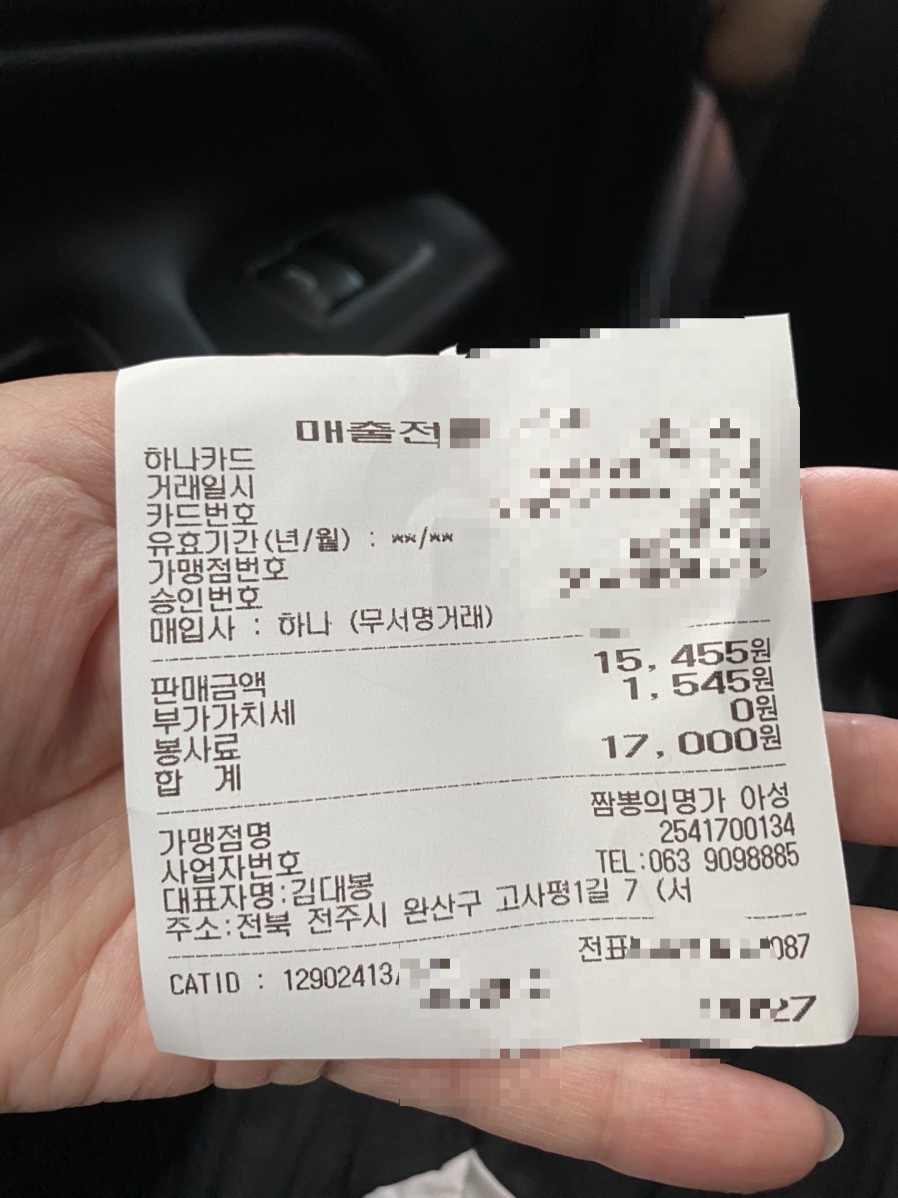 매출전
하나카드
거래일시
카드번호
유효기간(년/월) : **/**
가맹점번호
승인번호
매입사 : 하나 (무서명거래)
판매금액 15,455원
부가가치세 1,545원
봉사료 0원
합 계 17,000원
가맹점명 짬뽕의명가 아성
사업자번호 2541700134
대표자명:김대봉 TEL:063 9098885
주소:전북 전주시 완산구 고사평1길 7 (서
전표 087
CATID : 12902413
27